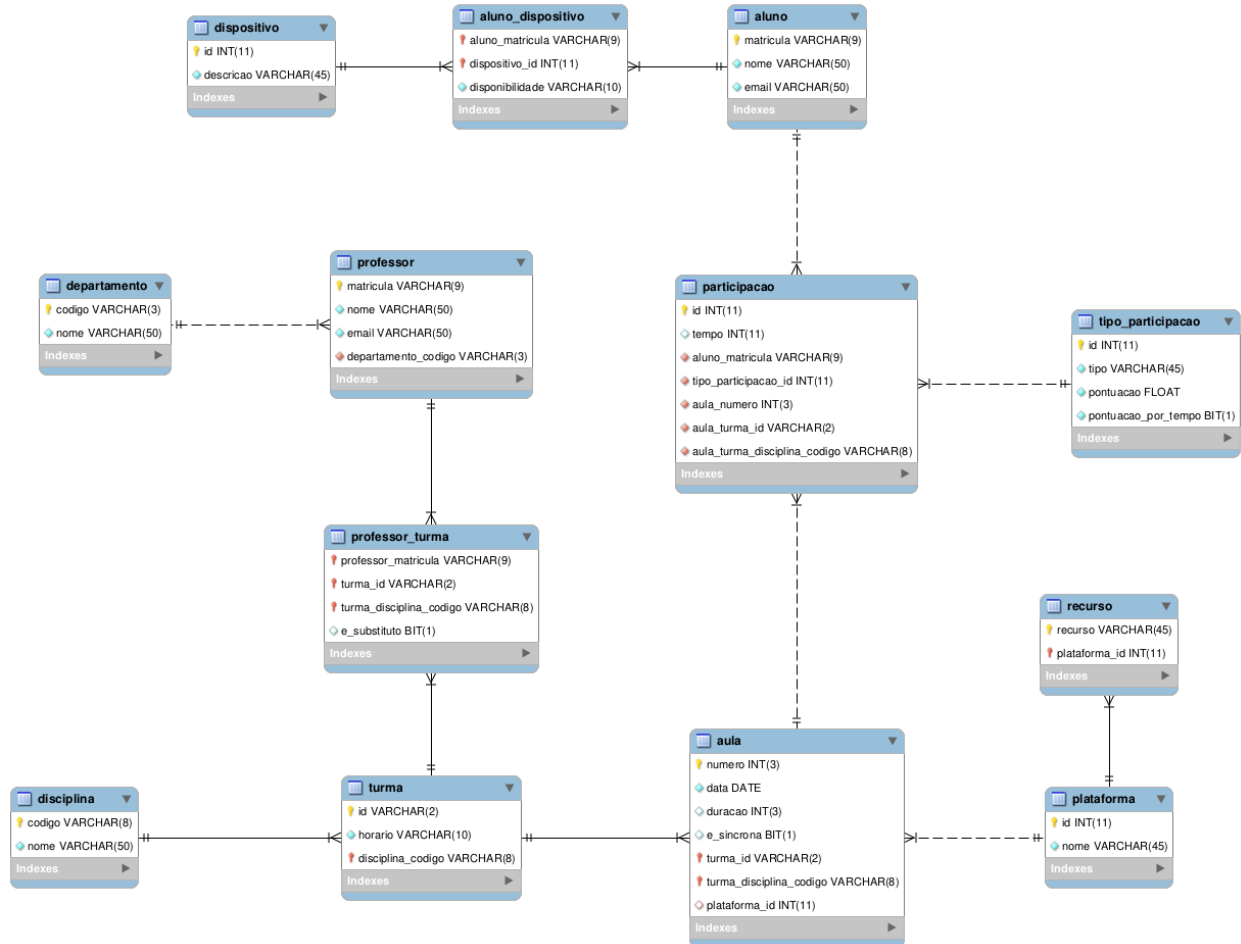 dispositivo
id INT(11)
descricao VARCHAR(45)
Indexes
aluno_dispositivo
aluno_matricula VARCHAR(9)
dispositivo_id INT(11)
disponibilidade VARCHAR(10)
Indexes
aluno
matricula VARCHAR(9)
nome VARCHAR(50)
email VARCHAR(50)
Indexes
departamento
codigo VARCHAR(3)
nome VARCHAR(50)
Indexes
professor
matricula VARCHAR(9)
nome VARCHAR(50)
email VARCHAR(50)
departamento_codigo VARCHAR(3)
Indexes
participacao
id INT(11)
tempo INT(11)
aluno_matricula VARCHAR(9)
tipo_participacao_id INT(11)
aula_numero INT(3)
aula_turma_id VARCHAR(2)
aula_turma_disciplina_codigo VARCHAR(8)
Indexes
tipo_participacao
id INT(11)
tipo VARCHAR(45)
pontuacao FLOAT
pontuacao_por_tempo BIT(1)
Indexes
professor_turma
professor_matricula VARCHAR(9)
turma_id VARCHAR(2)
turma_disciplina_codigo VARCHAR(8)
e_substituto BIT(1)
Indexes
recurso
recurso VARCHAR(45)
plataforma_id INT(11)
Indexes
disciplina
codigo VARCHAR(8)
nome VARCHAR(50)
Indexes
turma
id VARCHAR(2)
horario VARCHAR(10)
disciplina_codigo VARCHAR(8)
Indexes
aula
numero INT(3)
data DATE
duracao INT(3)
e_sincrona BIT(1)
turma_id VARCHAR(2)
turma_disciplina_codigo VARCHAR(8)
plataforma_id INT(11)
Indexes
plataforma
id INT(11)
nome VARCHAR(45)
Indexes